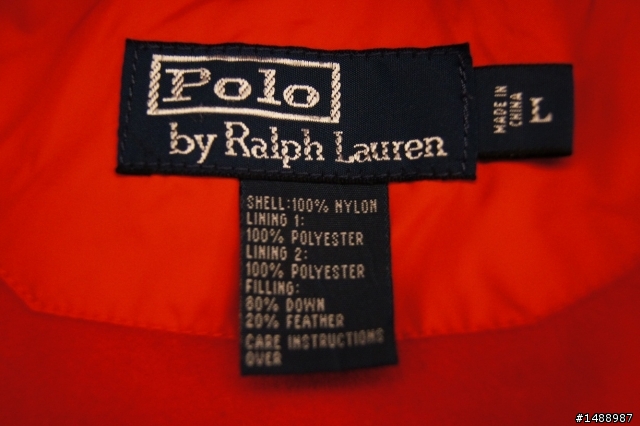 Polo
by Ralph Lauren
MADE IN
CHINA
L
SHELL:100% NYLON
LINING 1:
100% POLYESTER
LINING 2:
100% POLYESTER
FILLING:
80% DOWN
20% FEATHER
CARE INSTRUCTIONS
OVER
#1488987